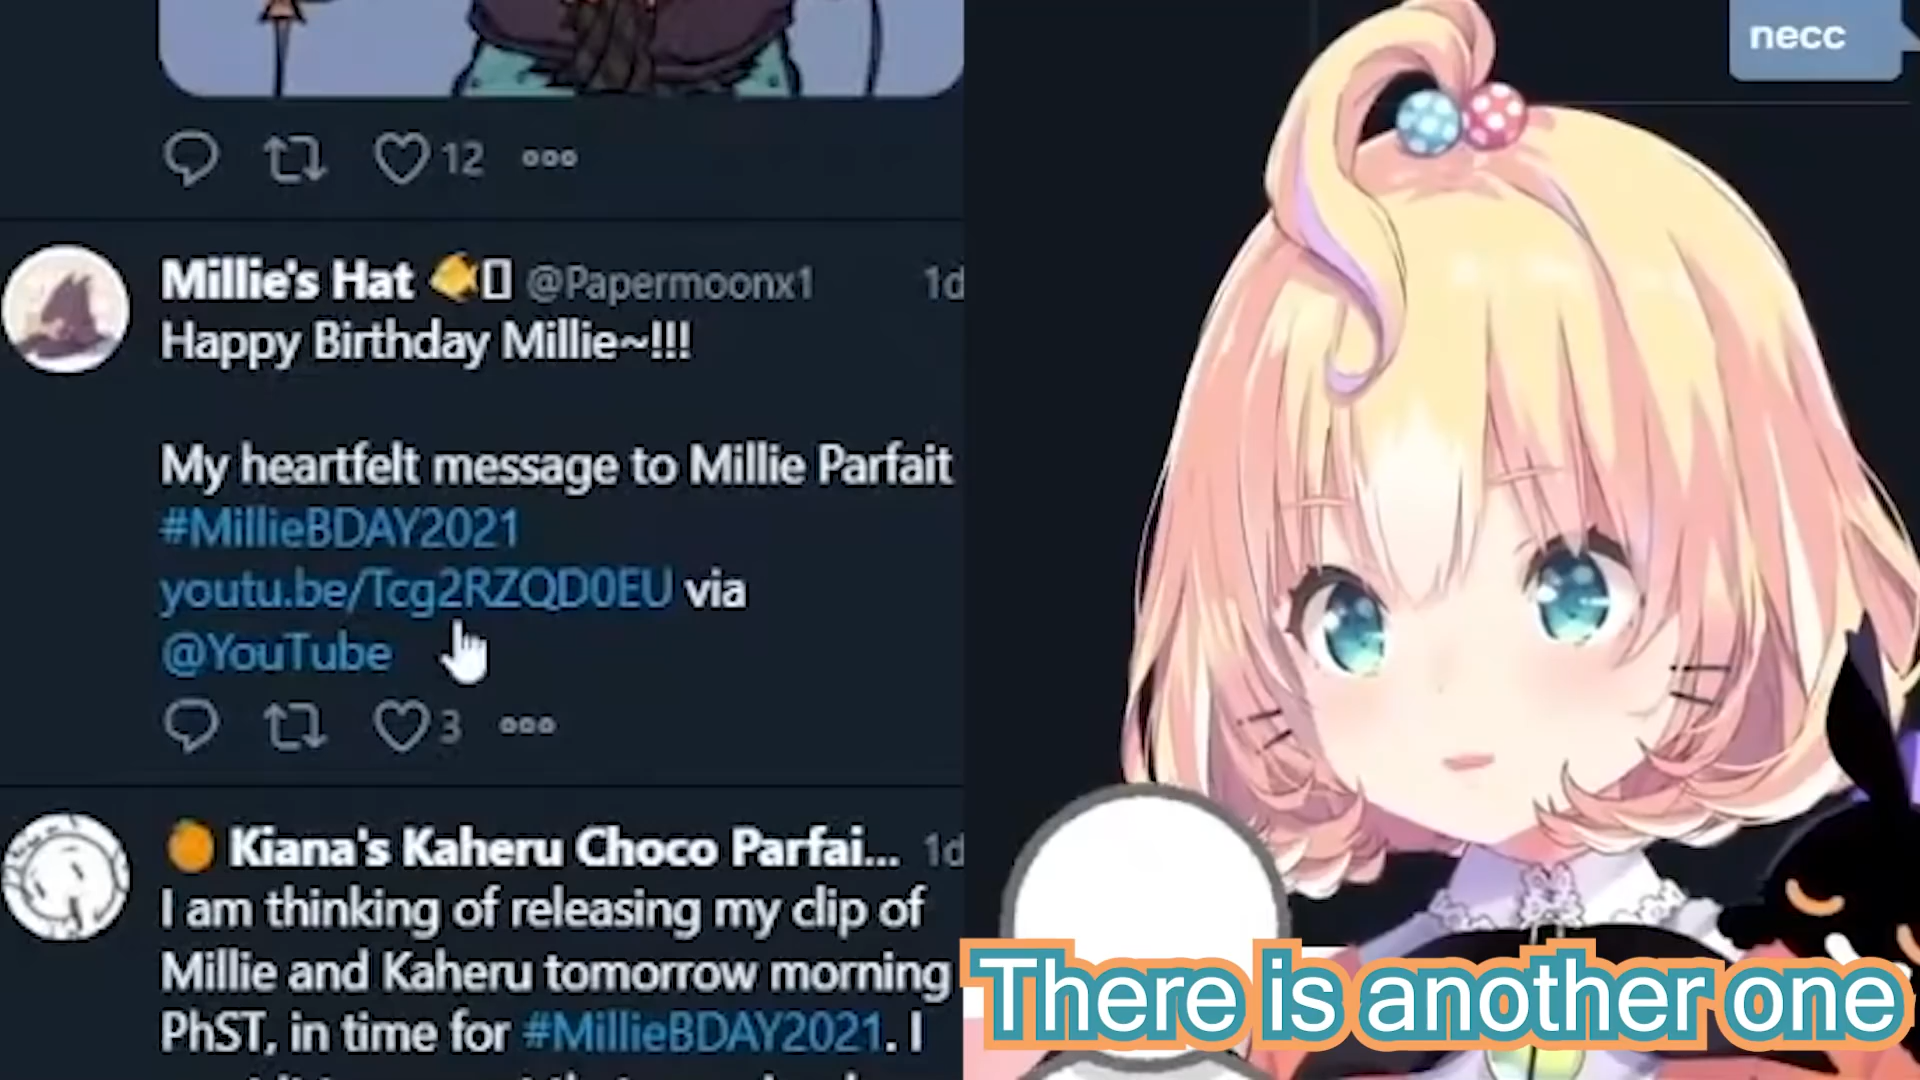 necc
12
Millie's Hat @Papermoonx1 1d
Happy Birthday Millie~!!!
My heartfelt message to Millie Parfait
#MillieBDAY2021
youtu.be/Tcg2RZQD0EU via
@YouTube
3
Kiana's Kaheru Choco Parfai... 1d
I am thinking of releasing my clip of
Millie and Kaheru tomorrow morning
PhST, in time for #MillieBDAY2021. I
There is another one